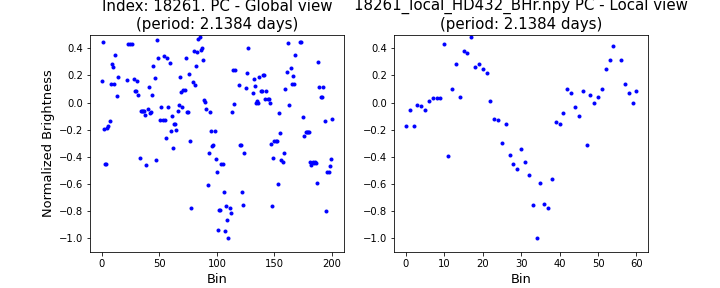 Index: 18261. PC - Global view
(period: 2.1384 days)
18261_local_HD432_BHr.npy PC - Local view
(period: 2.1384 days)
Normalized Brightness
0.4
0.2
0.0
−0.2
−0.4
−0.6
−0.8
−1.0
0 50 100 150 200
Bin
0.4
0.2
0.0
−0.2
−0.4
−0.6
−0.8
−1.0
0 10 20 30 40 50 60
Bin